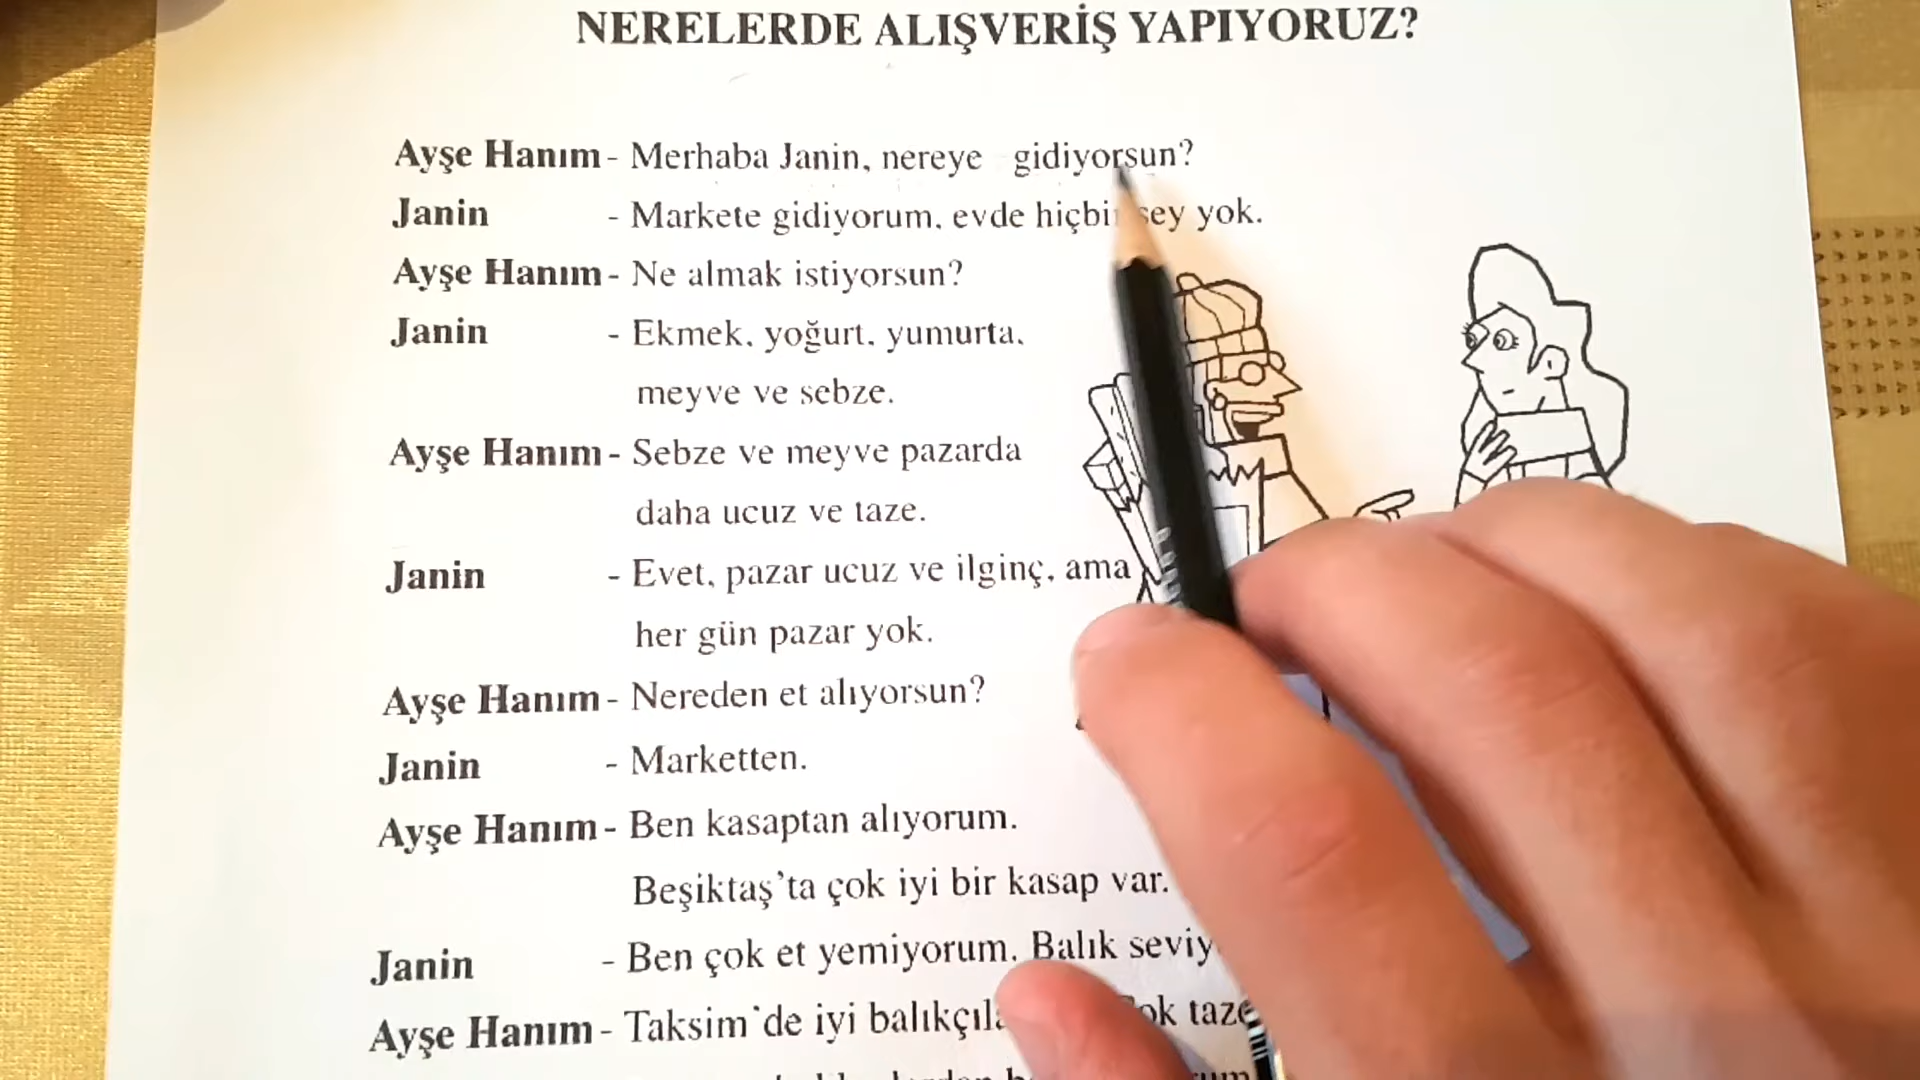 NERELERDE ALIŞVERİŞ YAPIYORUZ?
Ayşe Hanım - Merhaba Janin, nereye gidiyorsun?
Janin - Markete gidiyorum, evde hiçbir şey yok.
Ayşe Hanım - Ne almak istiyorsun?
Janin - Ekmek, yoğurt, yumurta,
meyve ve sebze.
Ayşe Hanım - Sebze ve meyve pazarda
daha ucuz ve taze.
Janin - Evet, pazar ucuz ve ilginç, ama
her gün pazar yok.
Ayşe Hanım - Nereden et alıyorsun?
Janin - Marketten.
Ayşe Hanım - Ben kasaptan alıyorum.
Beşiktaş'ta çok iyi bir kasap var.
Janin - Ben çok et yemiyorum. Balık
Ayşe Hanım - Taksim'de iyi